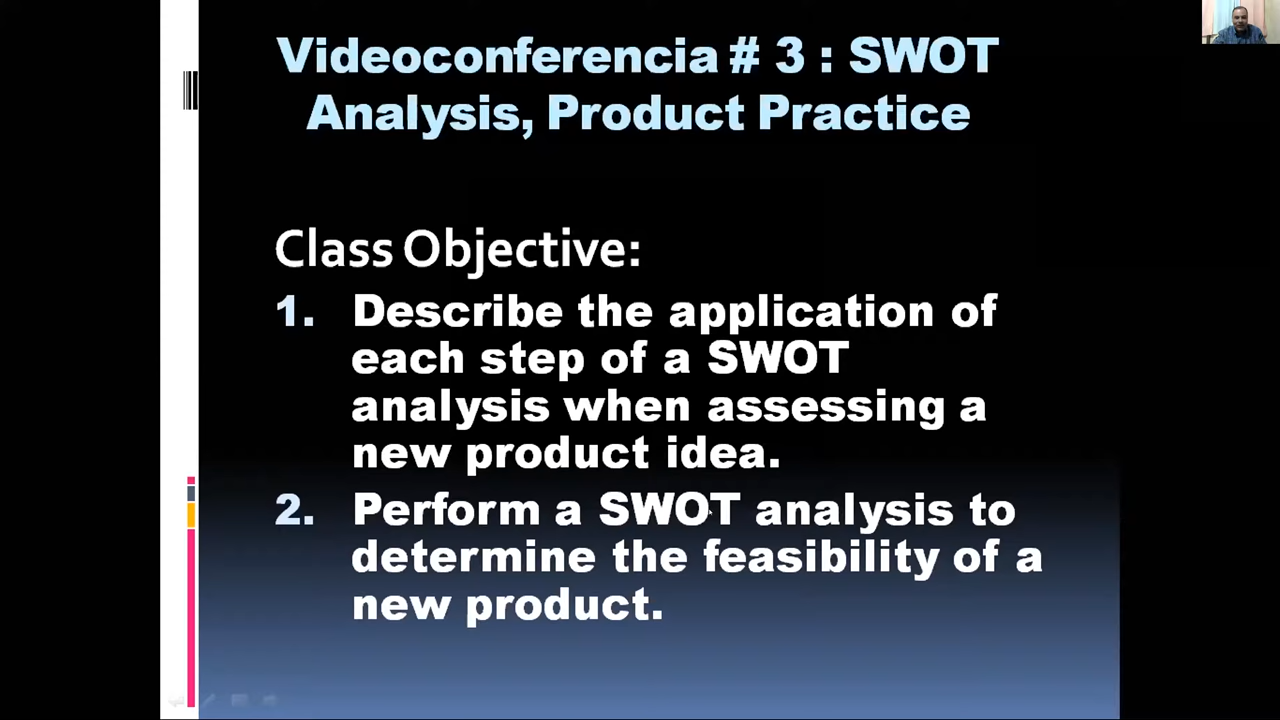 Videoconferencia # 3 : SWOT
Analysis, Product Practice
Class Objective:
1. Describe the application of
each step of a SWOT
analysis when assessing a
new product idea.
2. Perform a SWOT analysis to
determine the feasibility of a
new product.